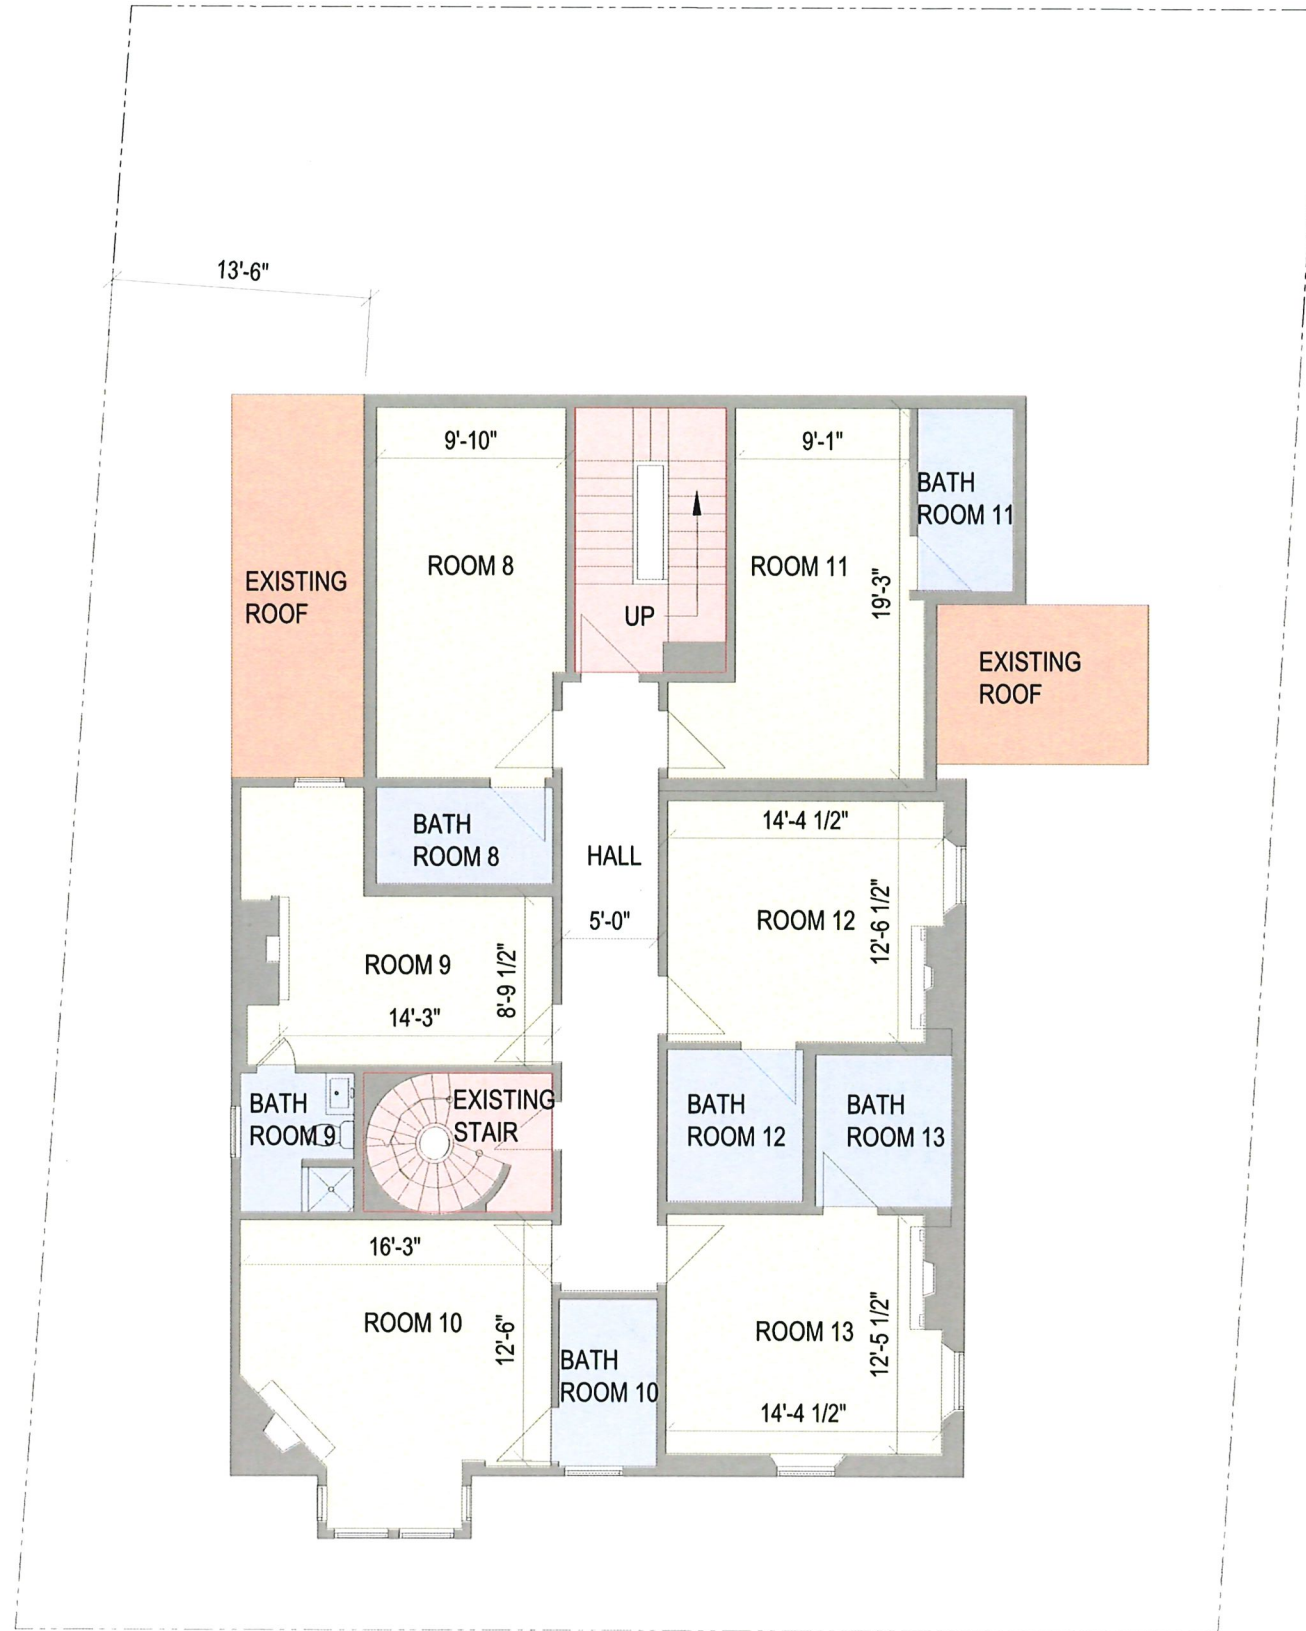 13'-6"
9'-10"
9'-1"
BATH
ROOM 11
ROOM 8
ROOM 11
EXISTING
ROOF
19'-3"
UP
EXISTING
ROOF
14'-4 1/2"
BATH
ROOM 8
HALL
ROOM 12
12'-6 1/2"
5'-0"
ROOM 9
8'-9 1/2"
14'-3"
EXISTING
STAIR
BATH
ROOM 9
BATH
ROOM 12
BATH
ROOM 13
16'-3"
ROOM 10
12'-6"
ROOM 13
12'-5 1/2"
BATH
ROOM 10
14'-4 1/2"